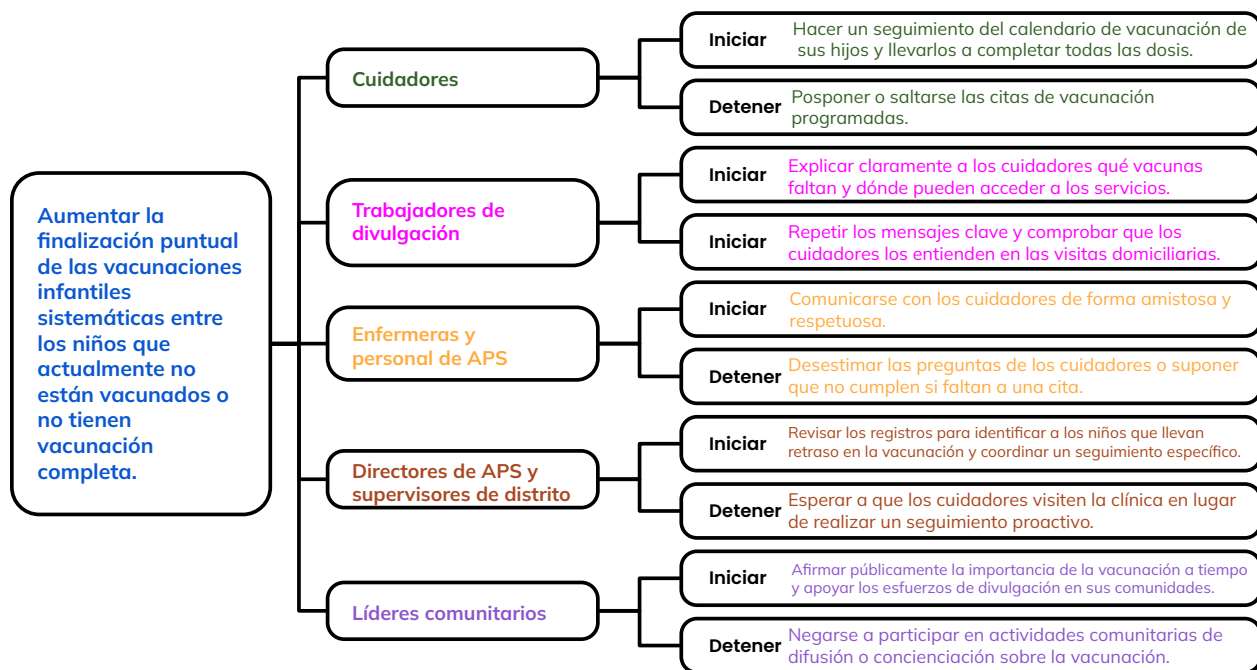 Aumentar la
finalización puntual
de las vacunaciones
infantiles
sistemáticas entre
los niños que
actualmente no
están vacunados o
no tienen
vacunación
completa.
Cuidadores
Iniciar
Hacer un seguimiento del calendario de vacunación de
sus hijos y llevarlos a completar todas las dosis.
Detener
Posponer o saltarse las citas de vacunación
programadas.
Trabajadores de
divulgación
Iniciar
Explicar claramente a los cuidadores qué vacunas
faltan y dónde pueden acceder a los servicios.
Iniciar
Repetir los mensajes clave y comprobar que los
cuidadores los entienden en las visitas domiciliarias.
Enfermeras y
personal de APS
Iniciar
Comunicarse con los cuidadores de forma amistosa y
respetuosa.
Detener
Desestimar las preguntas de los cuidadores o suponer
que no cumplen si faltan a una cita.
Directores de APS y
supervisores de distrito
Iniciar
Revisar los registros para identificar a los niños que llevan
retraso en la vacunación y coordinar un seguimiento específico.
Detener
Esperar a que los cuidadores visiten la clínica en lugar
de realizar un seguimiento proactivo.
Líderes comunitarios
Iniciar
Afirmar públicamente la importancia de la vacunación a tiempo
y apoyar los esfuerzos de divulgación en sus comunidades.
Detener
Negarse a participar en actividades comunitarias de
difusión o concienciación sobre la vacunación.